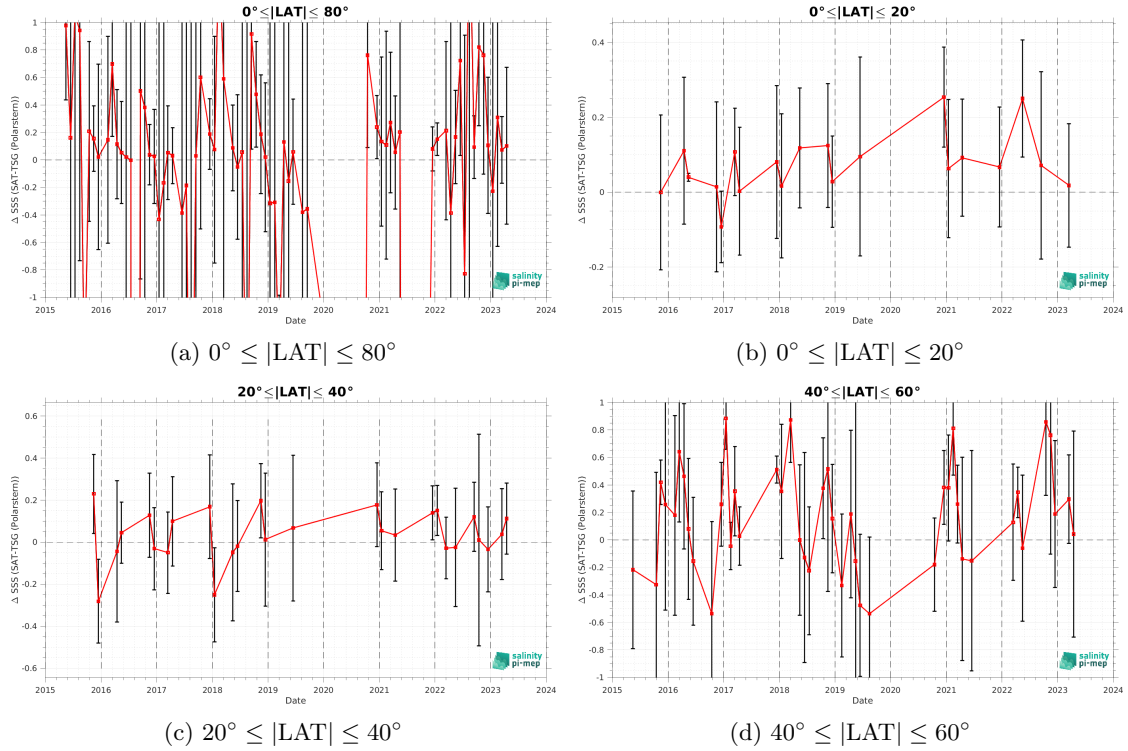 0°≤|LAT|≤ 80°
Δ SSS (SAT-TSG (Polarstern))
1
0.8
0.6
0.4
0.2
0
-0.2
-0.4
-0.6
-0.8
-1
2015 2016 2017 2018 2019 2020 2021 2022 2023 2024
Date
salinity
pi-mep
(a) 0° ≤ |LAT| ≤ 80°
0°≤|LAT|≤ 20°
Δ SSS (SAT-TSG (Polarstern))
0.4
0.2
0
-0.2
2015 2016 2017 2018 2019 2020 2021 2022 2023 2024
Date
salinity
pi-mep
(b) 0° ≤ |LAT| ≤ 20°
20°≤|LAT|≤ 40°
Δ SSS (SAT-TSG (Polarstern))
0.6
0.4
0.2
0
-0.2
-0.4
-0.6
2015 2016 2017 2018 2019 2020 2021 2022 2023 2024
Date
salinity
pi-mep
(c) 20° ≤ |LAT| ≤ 40°
40°≤|LAT|≤ 60°
Δ SSS (SAT-TSG (Polarstern))
1
0.8
0.6
0.4
0.2
0
-0.2
-0.4
-0.6
-0.8
-1
2015 2016 2017 2018 2019 2020 2021 2022 2023 2024
Date
salinity
pi-mep
(d) 40° ≤ |LAT| ≤ 60°